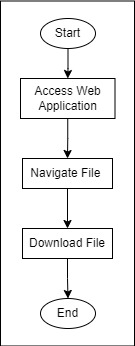 Start
Access Web
Application
Navigate File
Download File
End